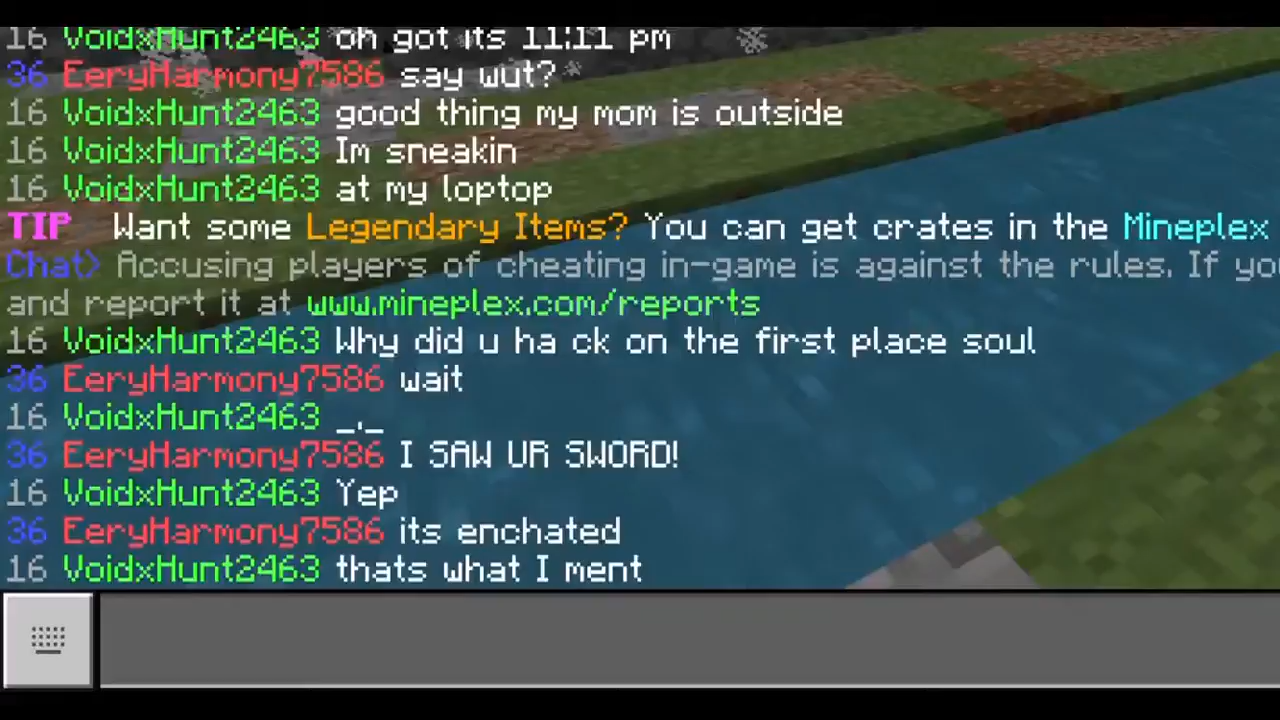 16 VoidxHunt2463 oh got its 11:11 pm
36 EeryHarmony7586 say wut?
16 VoidxHunt2463 good thing my mom is outside
16 VoidxHunt2463 Im sneakin
16 VoidxHunt2463 at my loptop
TIP> Want some Legendary Items? You can get crates in the Mineplex
Chat> Accusing players of cheating in-game is against the rules. If you
and report it at www.mineplex.com/reports
16 VoidxHunt2463 Why did u ha ck on the first place soul
36 EeryHarmony7586 wait
16 VoidxHunt2463 _._
36 EeryHarmony7586 I SAW UR SWORD!
16 VoidxHunt2463 Yep
36 EeryHarmony7586 its enchated
16 VoidxHunt2463 thats what I ment